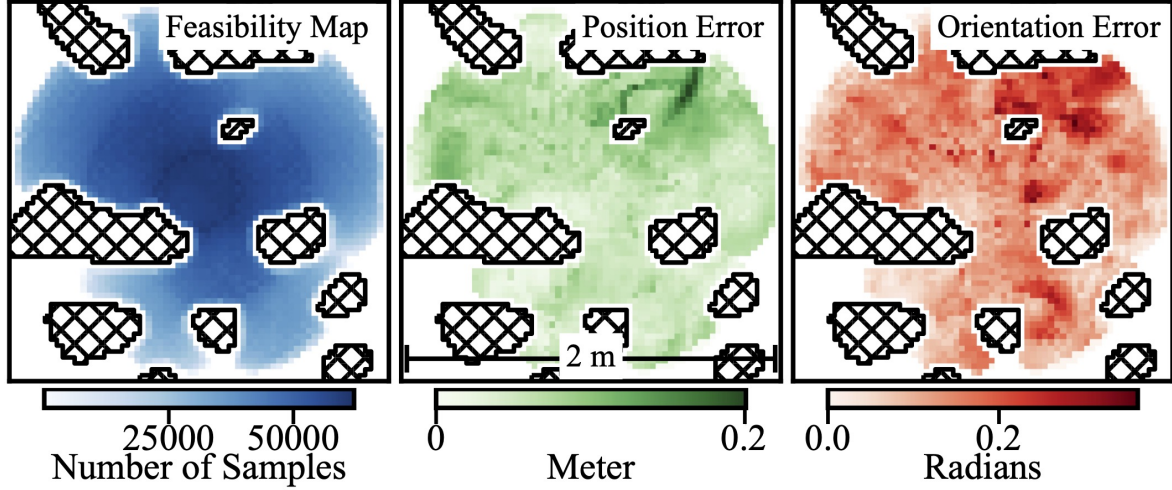 Feasibility Map
Position Error
Orientation Error
2 m
25000 50000
0 0.2
0.0 0.2
Number of Samples
Meter
Radians